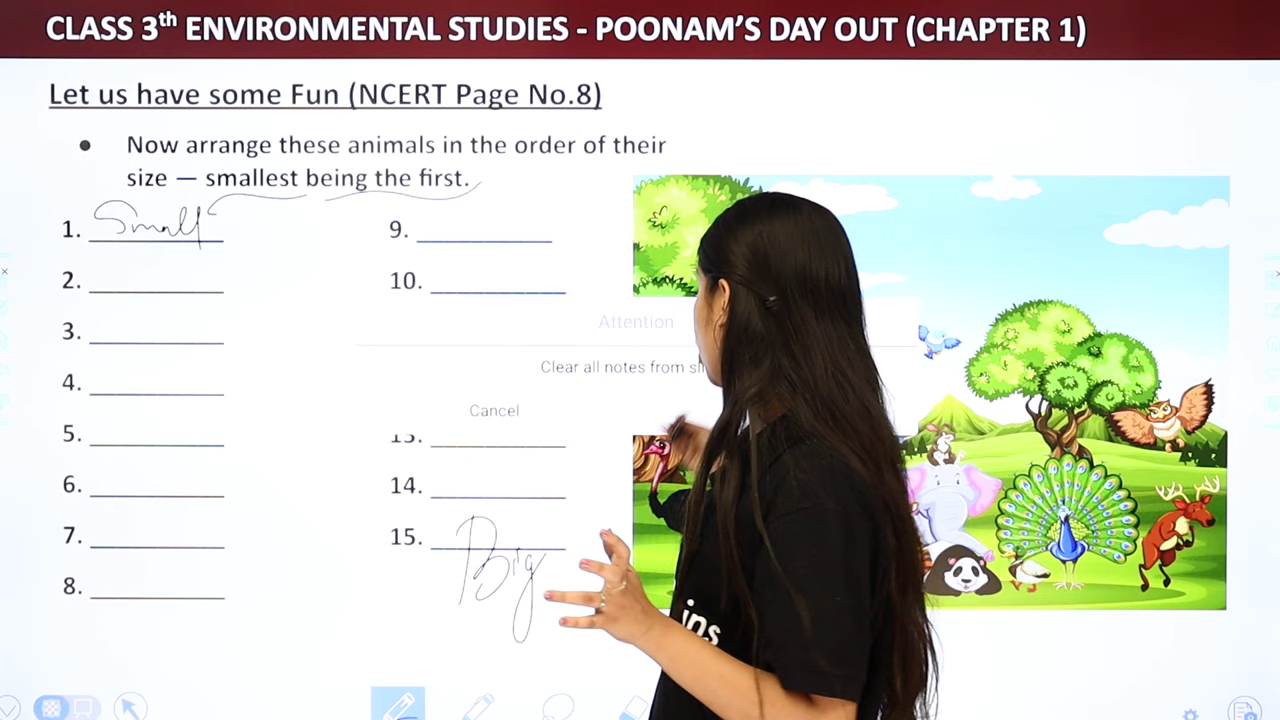 CLASS 3th ENVIRONMENTAL STUDIES - POONAM'S DAY OUT (CHAPTER 1)
Let us have some Fun (NCERT Page No.8)
● Now arrange these animals in the order of their
size — smallest being the first.
1. Small
2.
3.
4.
5.
6.
7.
8.
9.
10.
Attention
Clear all notes from
Cancel
14.
15. Big
ins